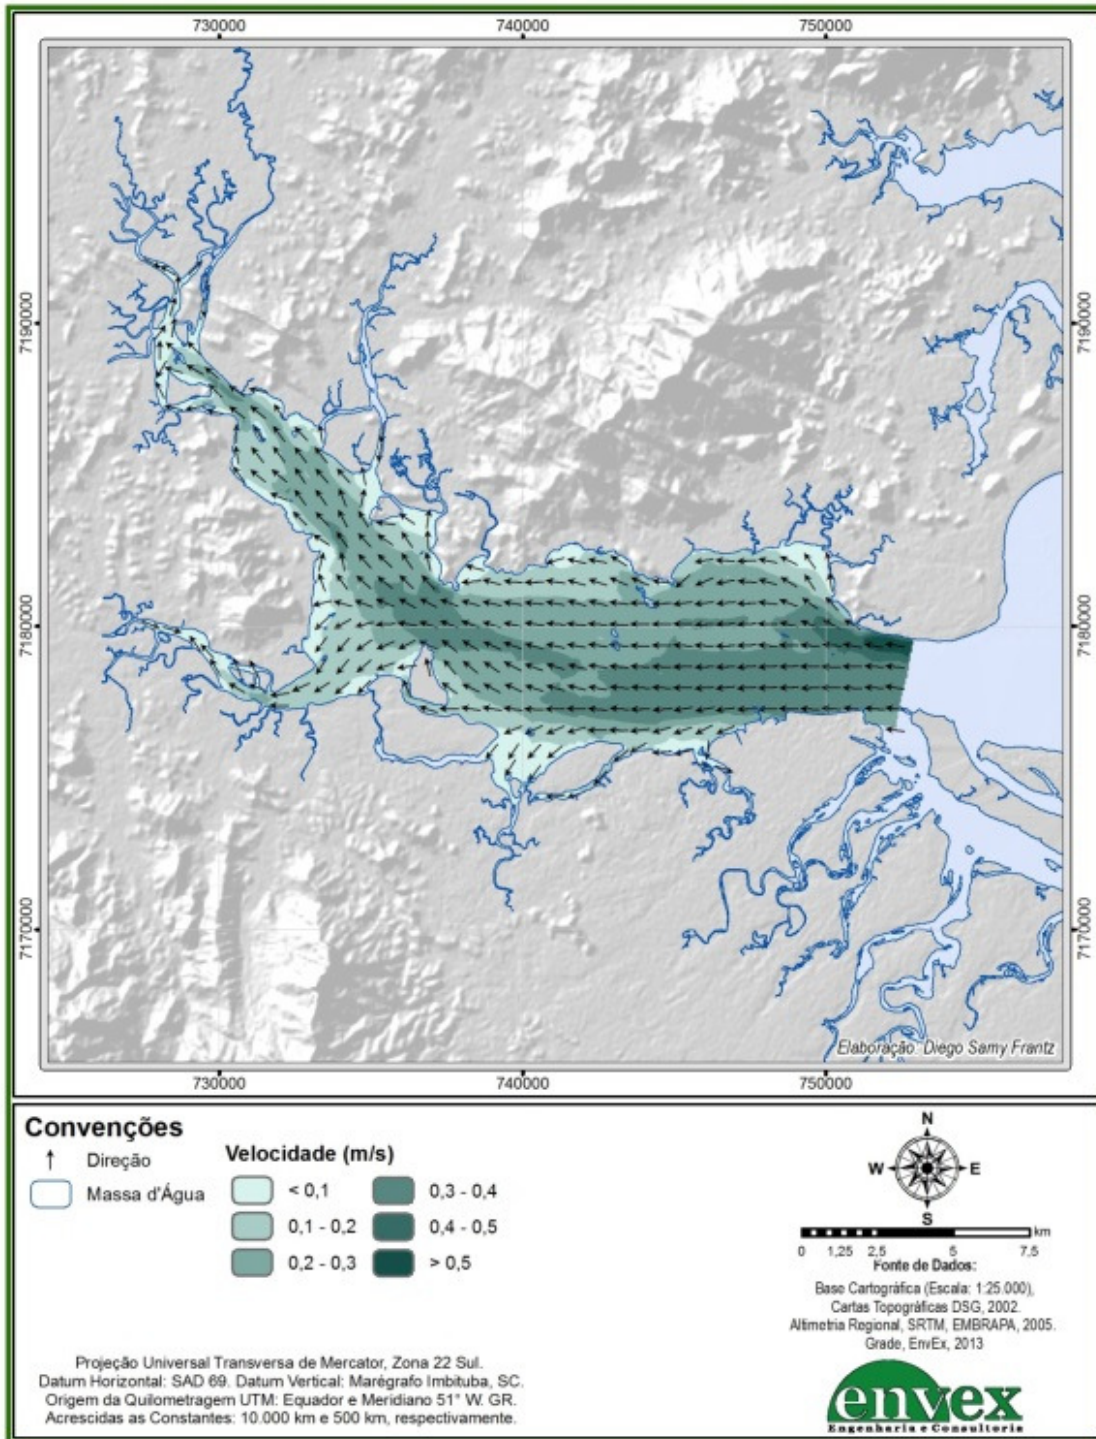 730000 740000 750000
7190000 7190000
7180000 7180000
7170000 7170000
Elaboração: Diego Samy Frantz
730000 740000 750000
Convenções
Direção
Massa d'Água
Velocidade (m/s)
< 0,1
0,1 - 0,2
0,2 - 0,3
0,3 - 0,4
0,4 - 0,5
> 0,5
N
W E
S
km
0 1,25 2,5 5 7,5
Fonte de Dados:
Base Cartográfica (Escala: 1:25.000),
Cartas Topográficas DSG, 2002.
Altimetria Regional, SRTM, EMBRAPA, 2005.
Grade, EnvEx, 2013
Projeção Universal Transversa de Mercator, Zona 22 Sul.
Datum Horizontal: SAD 69. Datum Vertical: Marégrafo Imbituba, SC.
Origem da Quilometragem UTM: Equador e Meridiano 51° W. GR.
Acrescidas as Constantes: 10.000 km e 500 km, respectivamente.
envex
Engenharia e Consultoria